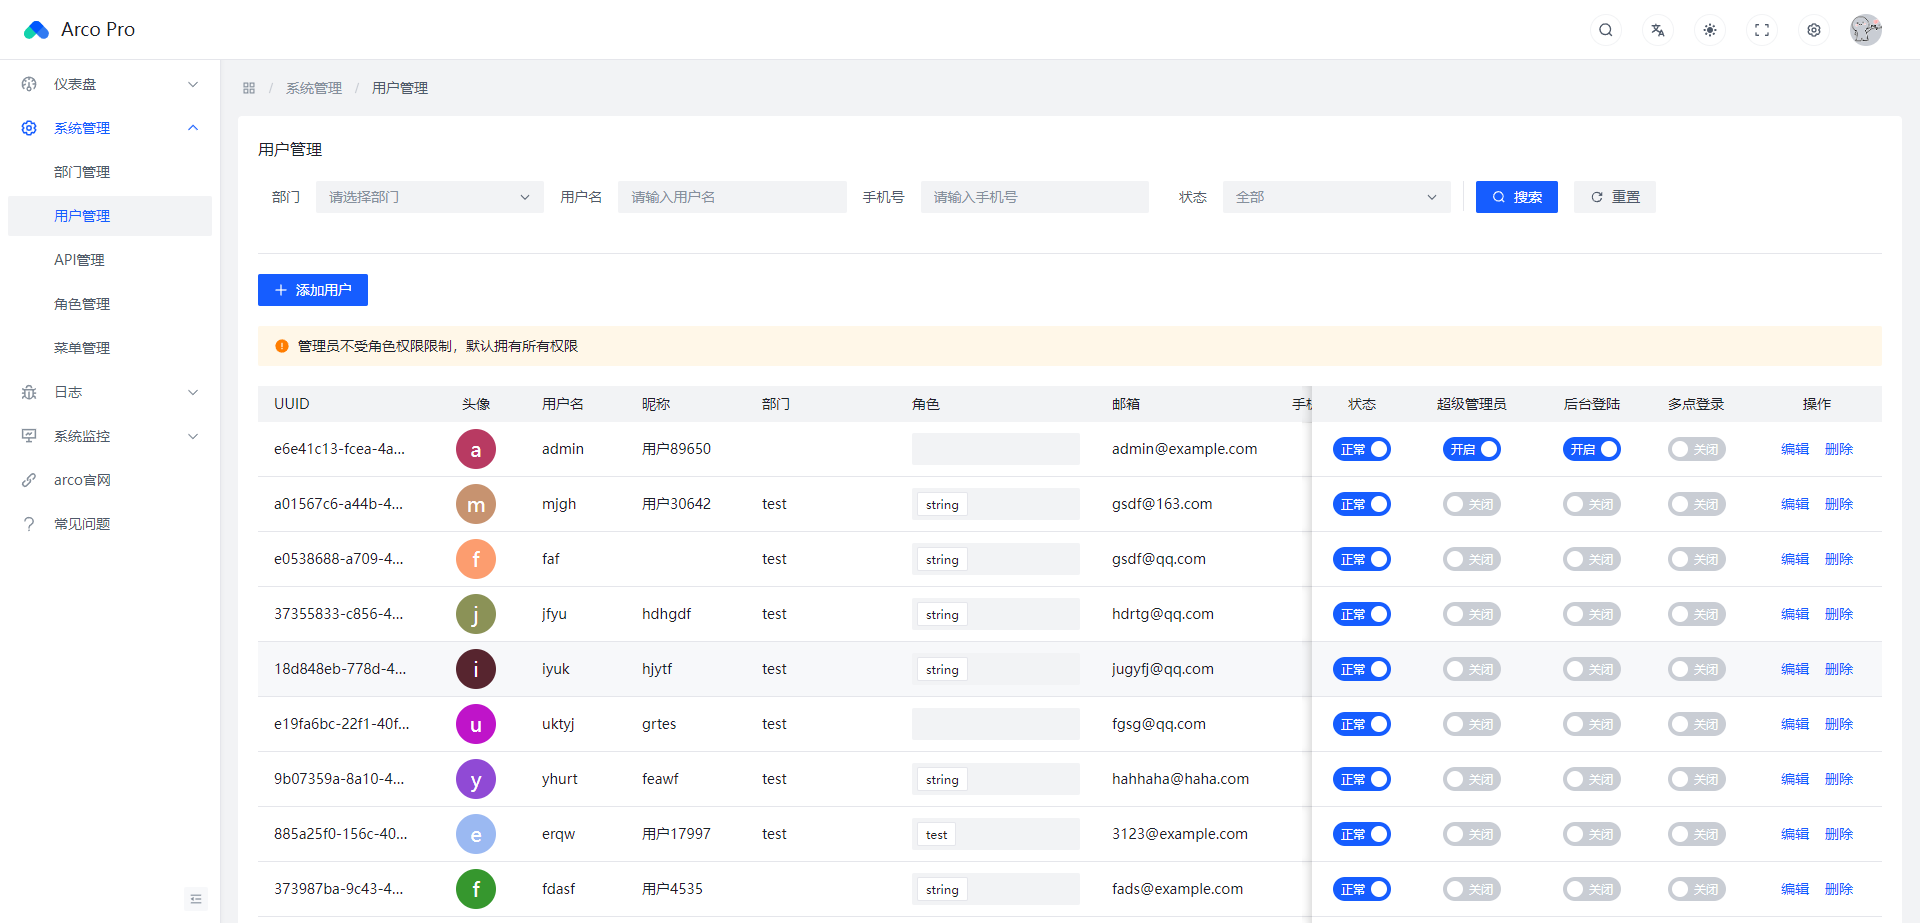 Arco Pro
仪表盘
系统管理
部门管理
用户管理
API管理
角色管理
菜单管理
日志
系统监控
arco官网
常见问题
/ 系统管理 / 用户管理
用户管理
部门 请选择部门 用户名 请输入用户名 手机号 请输入手机号 状态 全部 搜索 重置
添加用户
管理员不受角色权限限制，默认拥有所有权限
UUID 头像 用户名 昵称 部门 角色 邮箱 手 状态 超级管理员 后台登陆 多点登录 操作
e6e41c13-fcea-4a... a admin 用户89650 admin@example.com 正常 开启 开启 关闭 编辑 删除
a01567c6-a44b-4... m mjgh 用户30642 test string gsdf@163.com 正常 关闭 关闭 关闭 编辑 删除
e0538688-a709-4... f faf test string gsdf@qq.com 正常 关闭 关闭 关闭 编辑 删除
37355833-c856-4... j jfyu hdhgdf test string hdrtg@qq.com 正常 关闭 关闭 关闭 编辑 删除
18d848eb-778d-4... i iyuk hjytf test string jugyfj@qq.com 正常 关闭 关闭 关闭 编辑 删除
e19fa6bc-22f1-40f... u uktyj grtes test fgsg@qq.com 正常 关闭 关闭 关闭 编辑 删除
9b07359a-8a10-4... y yhurt feawf test string hahhaha@haha.com 正常 关闭 关闭 关闭 编辑 删除
885a25f0-156c-40... e erqw 用户17997 test test 3123@example.com 正常 关闭 关闭 关闭 编辑 删除
373987ba-9c43-4... f fdasf 用户4535 string fads@example.com 正常 关闭 关闭 关闭 编辑 删除